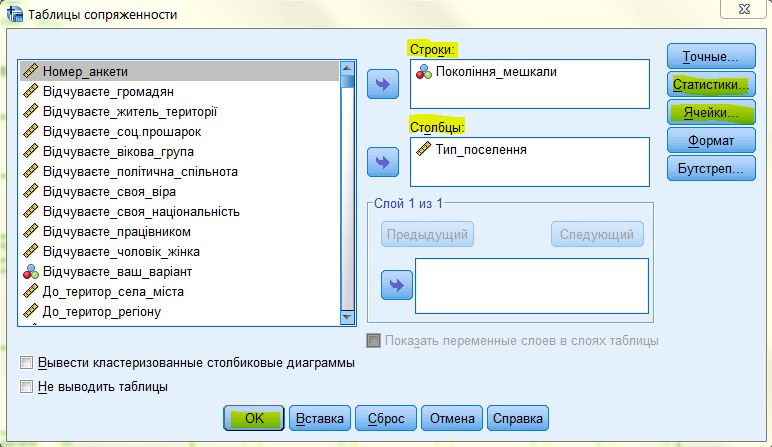 Таблицы сопряженности
Номер_анкети
Відчуваєте_громадян
Відчуваєте_житель_території
Відчуваєте_соц.прошарок
Відчуваєте_вікова_група
Відчуваєте_політична_спільнота
Відчуваєте_своя_віра
Відчуваєте_своя_національність
Відчуваєте_працівником
Відчуваєте_чоловік_жінка
Відчуваєте_ваш_варіант
До_територ_села_міста
До_територ_регіону
Строки:
Покоління_мешкали
Столбцы:
Тип_поселення
Слой 1 из 1
Предыдущий
Следующий
Показать переменные слоев в слоях таблицы
Точные...
Статистики...
Ячейки...
Формат
Бутстреп...
Вывести кластеризованные столбиковые диаграммы
Не выводить таблицы
OK
Вставка
Сброс
Отмена
Справка